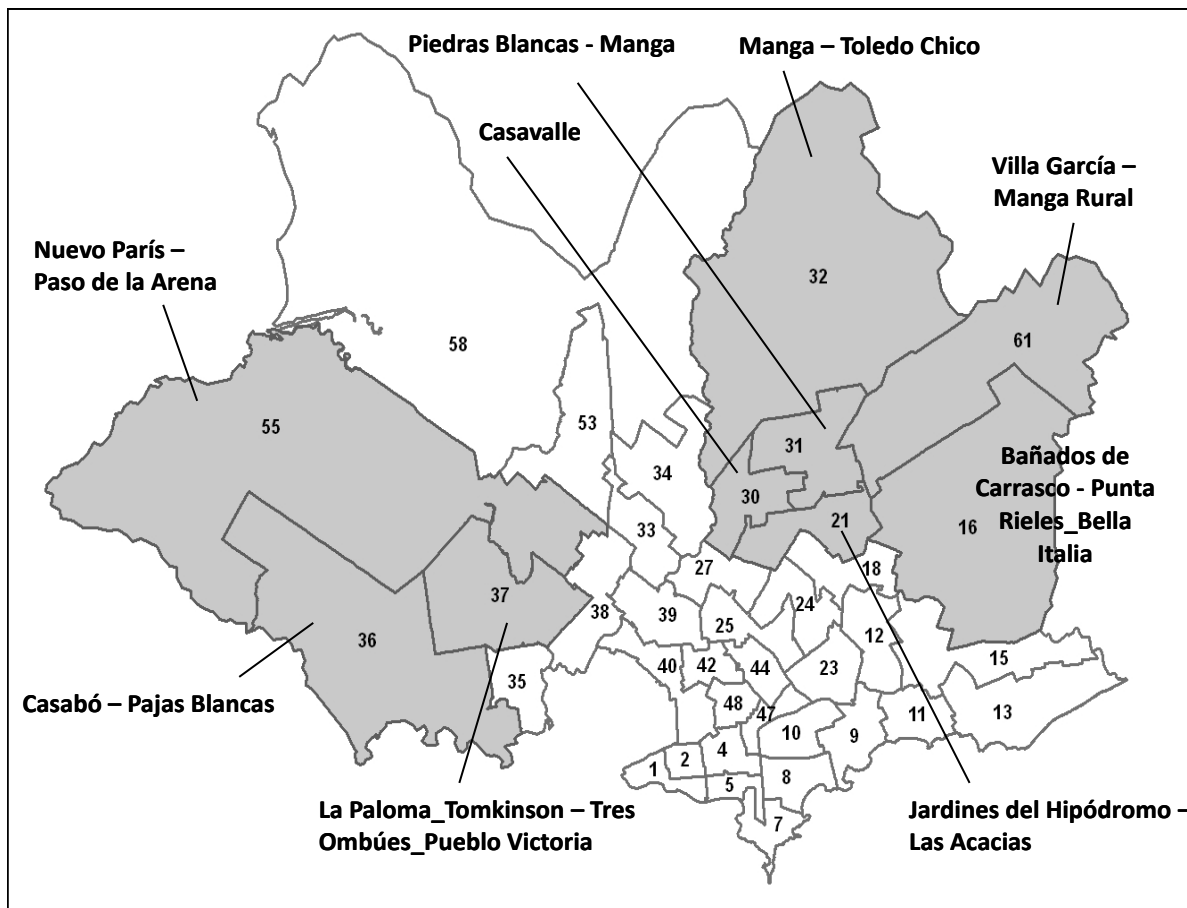 Piedras Blancas - Manga
Manga – Toledo Chico
Casavalle
Villa García –
Manga Rural
Nuevo París –
Paso de la Arena
32
58
61
53
55
34
31
Bañados de
Carrasco - Punta
Rieles_Bella
Italia
30
21
16
33
27
18
37
38
39
24
25
12
36
40
42
44
23
15
35
48
47
13
11
10
9
Casabó – Pajas Blancas
4
2
1
5
8
7
La Paloma_Tomkinson – Tres
Ombúes_Pueblo Victoria
Jardines del Hipódromo –
Las Acacias